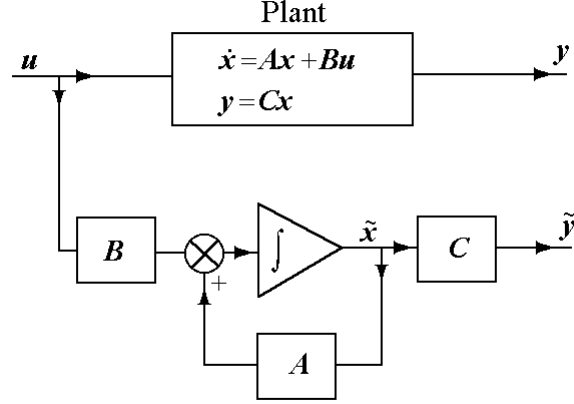 Plant
u
ẋ = Ax + Bu
y = Cx
y
B
+
∫
x̃
C
ỹ
A